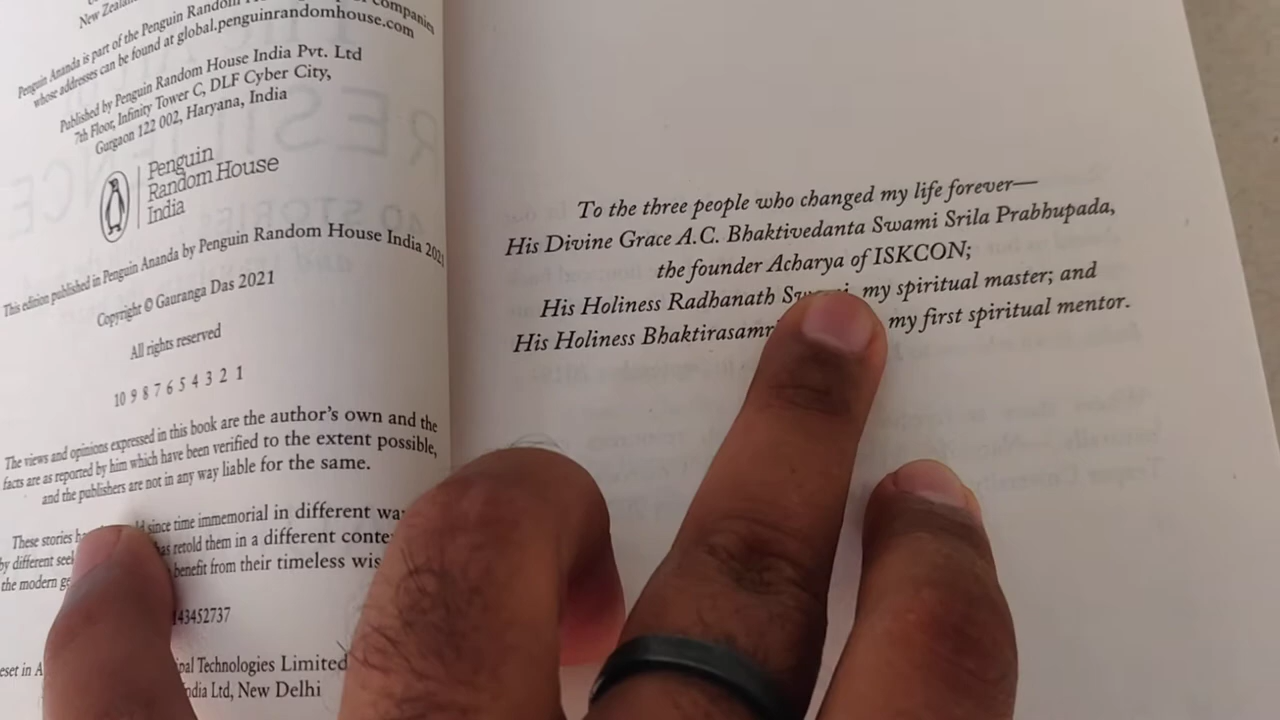 New Zealand
Penguin Ananda is part of the Penguin Random companies
whose addresses can be found at global.penguinrandomhouse.com
Published by Penguin Random House India Pvt. Ltd
7th Floor, Infinity Tower C, DLF Cyber City,
Gurgaon 122 002, Haryana, India
Penguin
Random House
India
This edition published in Penguin Ananda by Penguin Random House India 2021
Copyright © Gauranga Das 2021
All rights reserved
10 9 8 7 6 5 4 3 2 1
The views and opinions expressed in this book are the author's own and the
facts are as reported by him which have been verified to the extent possible,
and the publishers are not in any way liable for the same.
These stories since time immemorial in different
by different has retold them in a different
the modern benefit from their timeless
143452737
in Technologies Limited
India Ltd, New Delhi
To the three people who changed my life forever—
His Divine Grace A.C. Bhaktivedanta Swami Srila Prabhupada,
the founder Acharya of ISKCON;
His Holiness Radhanath my spiritual master; and
His Holiness my first spiritual mentor.